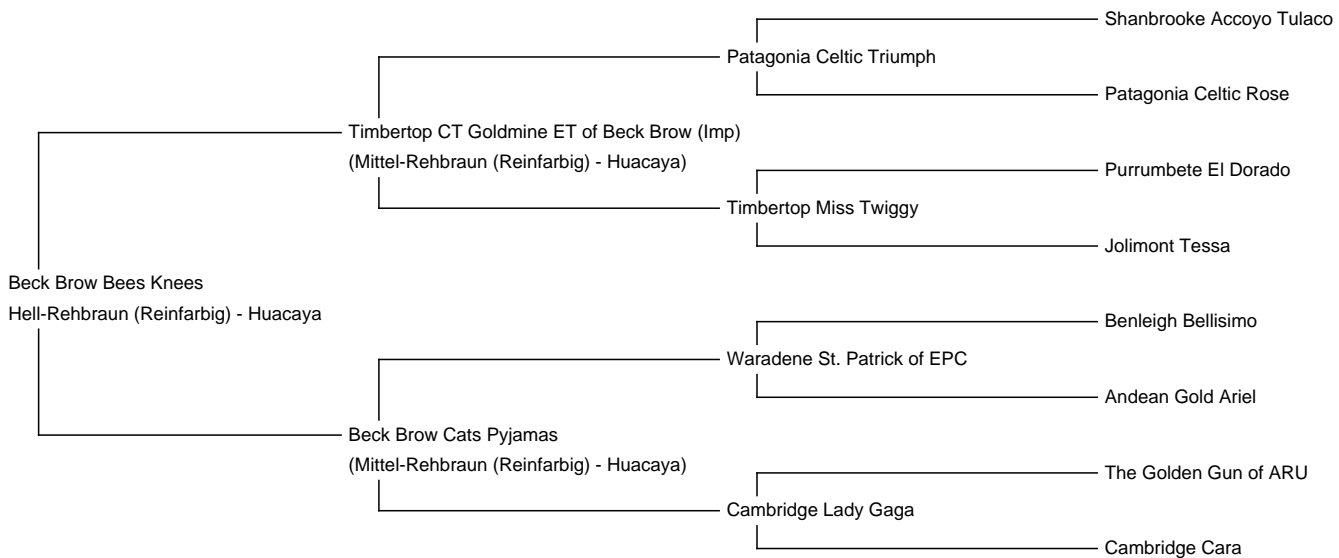 Shanbrooke Accoyo Tulaco
Patagonia Celtic Triumph
Patagonia Celtic Rose
Timbertop CT Goldmine ET of Beck Brow (Imp)
(Mittel-Rehbraun (Reinfarbig) - Huacaya)
Purrumbete El Dorado
Timbertop Miss Twiggy
Jolimont Tessa
Beck Brow Bees Knees
Hell-Rehbraun (Reinfarbig) - Huacaya
Benleigh Bellisimo
Waradene St. Patrick of EPC
Andean Gold Ariel
Beck Brow Cats Pyjamas
(Mittel-Rehbraun (Reinfarbig) - Huacaya)
The Golden Gun of ARU
Cambridge Lady Gaga
Cambridge Cara